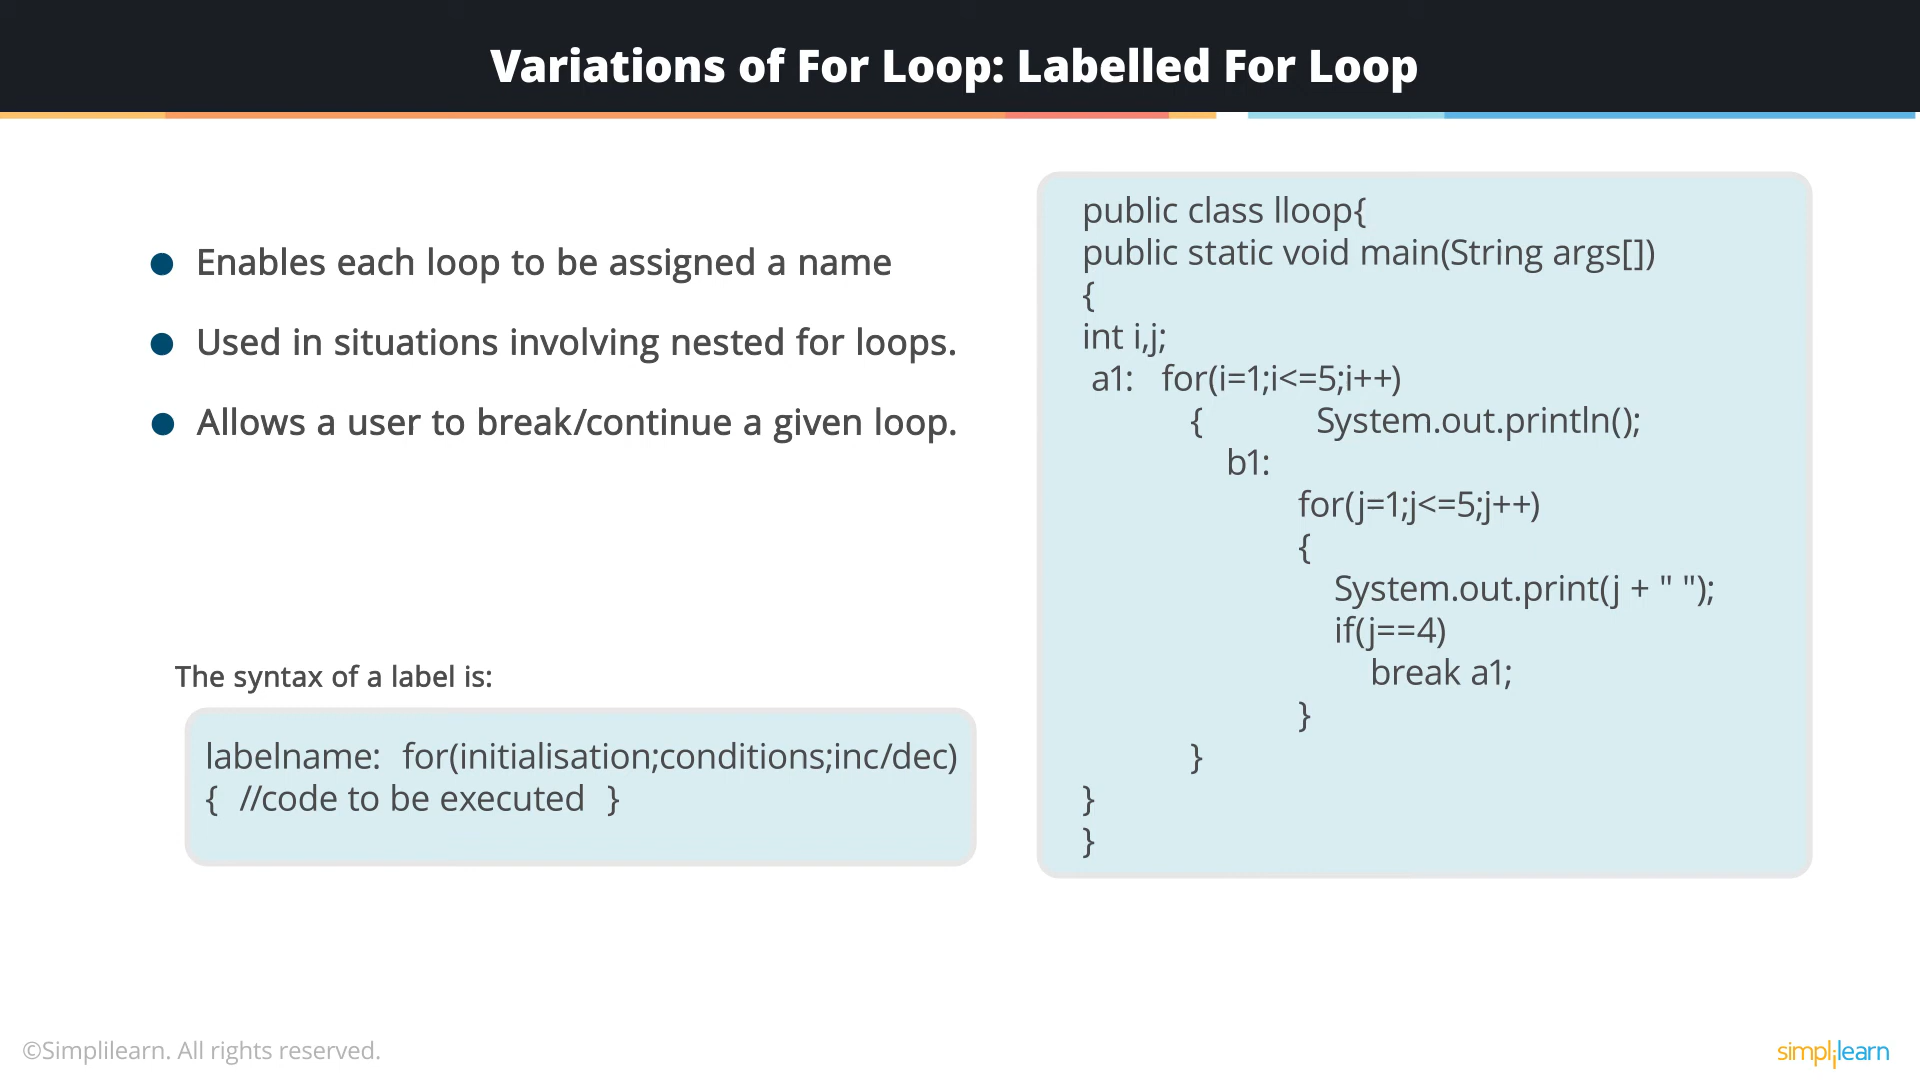 Variations of For Loop: Labelled For Loop
Enables each loop to be assigned a name
Used in situations involving nested for loops.
Allows a user to break/continue a given loop.
The syntax of a label is:
labelname:  for(initialisation;conditions;inc/dec)
{  //code to be executed  }
public class lloop{
public static void main(String args[])
{
int i,j;
a1:   for(i=1;i<=5;i++)
{          System.out.println();
b1:
for(j=1;j<=5;j++)
{
System.out.print(j + " ");
if(j==4)
break a1;
}
}
}
}
©Simplilearn. All rights reserved.
simplilearn